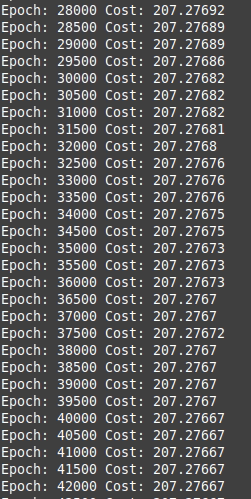 Epoch: 28000 Cost: 207.27692
Epoch: 28500 Cost: 207.27689
Epoch: 29000 Cost: 207.27689
Epoch: 29500 Cost: 207.27686
Epoch: 30000 Cost: 207.27682
Epoch: 30500 Cost: 207.27682
Epoch: 31000 Cost: 207.27682
Epoch: 31500 Cost: 207.27681
Epoch: 32000 Cost: 207.2768
Epoch: 32500 Cost: 207.27676
Epoch: 33000 Cost: 207.27676
Epoch: 33500 Cost: 207.27676
Epoch: 34000 Cost: 207.27675
Epoch: 34500 Cost: 207.27675
Epoch: 35000 Cost: 207.27673
Epoch: 35500 Cost: 207.27673
Epoch: 36000 Cost: 207.27673
Epoch: 36500 Cost: 207.2767
Epoch: 37000 Cost: 207.2767
Epoch: 37500 Cost: 207.27672
Epoch: 38000 Cost: 207.2767
Epoch: 38500 Cost: 207.2767
Epoch: 39000 Cost: 207.2767
Epoch: 39500 Cost: 207.2767
Epoch: 40000 Cost: 207.27667
Epoch: 40500 Cost: 207.27667
Epoch: 41000 Cost: 207.27667
Epoch: 41500 Cost: 207.27667
Epoch: 42000 Cost: 207.27667